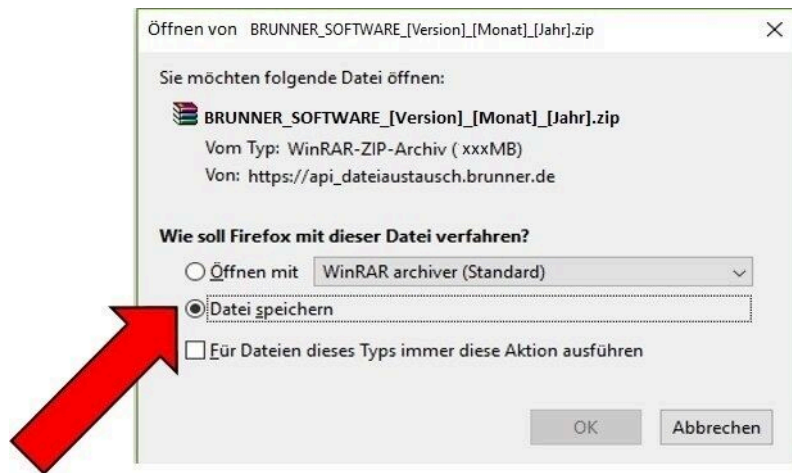 Öffnen von BRUNNER_SOFTWARE_[Version]_[Monat]_[Jahr].zip
Sie möchten folgende Datei öffnen:
BRUNNER_SOFTWARE_[Version]_[Monat]_[Jahr].zip
Vom Typ: WinRAR-ZIP-Archiv ( xxxMB)
Von: https://api_dateiaustausch.brunner.de
Wie soll Firefox mit dieser Datei verfahren?
Öffnen mit WinRAR archiver (Standard)
Datei speichern
Für Dateien dieses Typs immer diese Aktion ausführen
OK Abbrechen